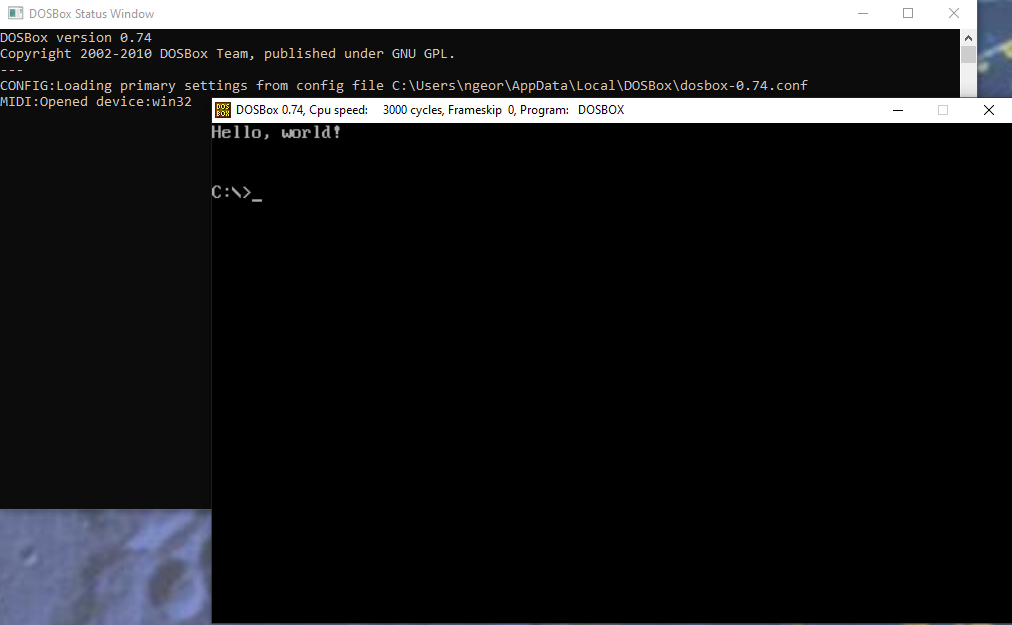 DOSBox Status Window
DOSBox version 0.74
Copyright 2002-2010 DOSBox Team, published under GNU GPL.
---
CONFIG:Loading primary settings from config file C:\Users\ngeor\AppData\Local\DOSBox\dosbox-0.74.conf
MIDI:Opened device:win32
DOS BOX
DOSBox 0.74, Cpu speed: 3000 cycles, Frameskip 0, Program: DOSBOX
Hello, world!
C:\>_